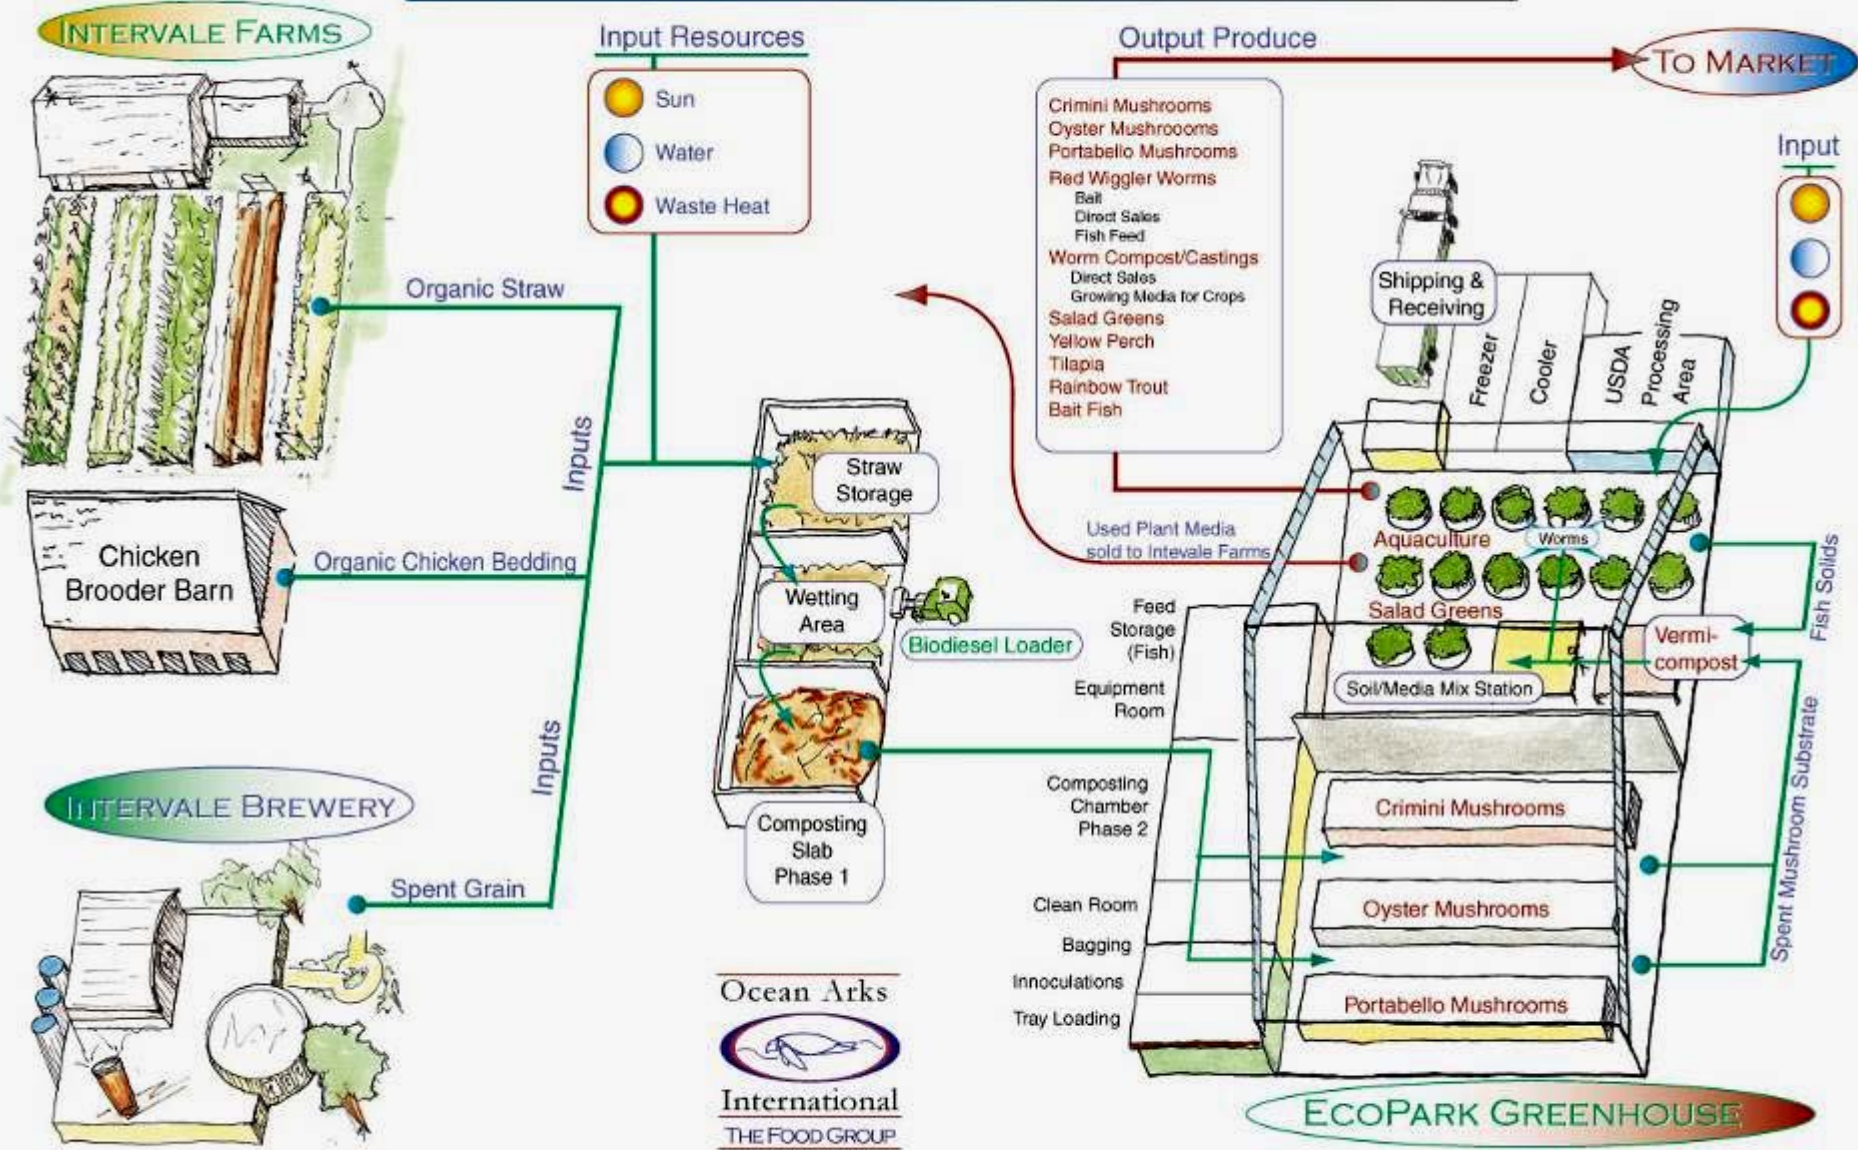 INTERVALE FARMS
Organic Straw
Chicken
Brooder Barn
Organic Chicken Bedding
INTERVALE BREWERY
Spent Grain
Inputs
Inputs
Input Resources
Sun
Water
Waste Heat
Straw
Storage
Wetting
Area
Biodiesel Loader
Composting
Slab
Phase 1
Ocean Arks
International
THE FOOD GROUP
Output Produce
TO MARKET
Crimini Mushrooms
Oyster Mushroooms
Portabello Mushrooms
Red Wiggler Worms
Bait
Direct Sales
Fish Feed
Worm Compost/Castings
Direct Sales
Growing Media for Crops
Salad Greens
Yellow Perch
Tilapia
Rainbow Trout
Bait Fish
Used Plant Media
sold to Intevale Farms
Input
Shipping &
Receiving
Freezer
Cooler
USDA
Processing
Area
Aquaculture
Worms
Salad Greens
Soil/Media Mix Station
Vermi-
compost
Fish Solids
Spent Mushroom Substrate
Feed
Storage
(Fish)
Equipment
Room
Composting
Chamber
Phase 2
Clean Room
Bagging
Innoculations
Tray Loading
Crimini Mushrooms
Oyster Mushrooms
Portabello Mushrooms
ECOPARK GREENHOUSE